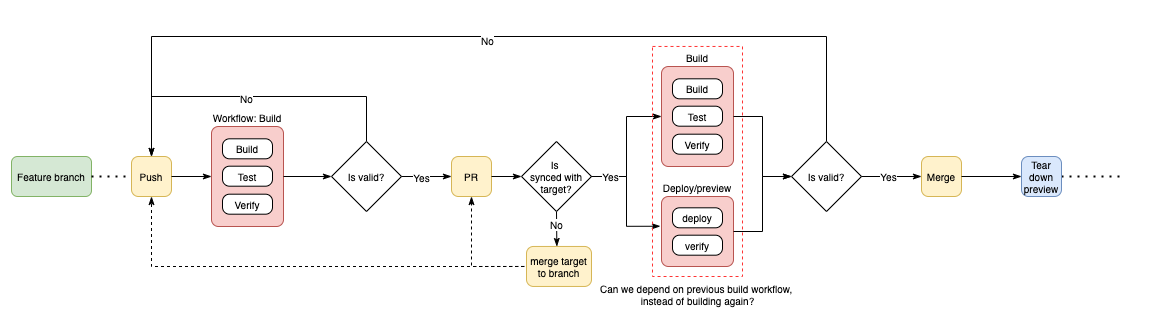 No
No
Workflow: Build
Build
Test
Verify
Feature branch
Push
Is valid?
Yes
PR
Is
synced with
target?
Yes
No
merge target
to branch
Build
Build
Test
Verify
Deploy/preview
deploy
verify
Can we depend on previous build workflow,
instead of building again?
Is valid?
Yes
Merge
Tear
down
preview